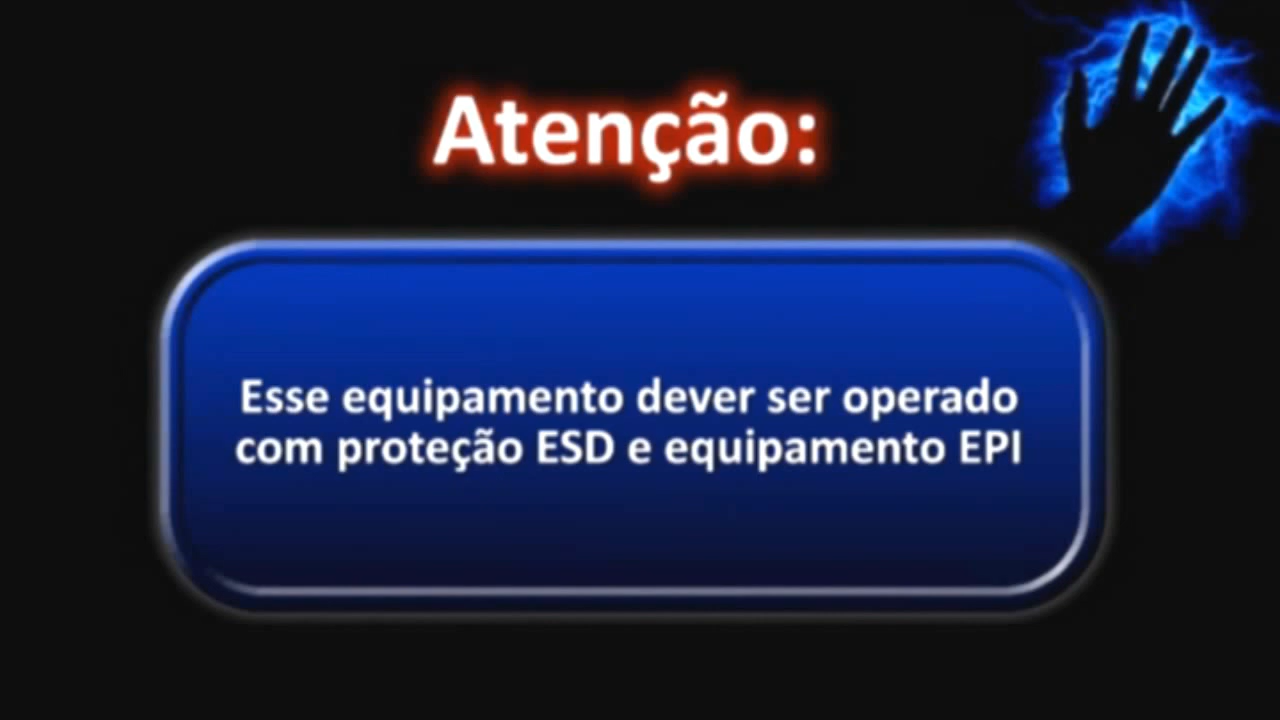 Atenção:
Esse equipamento dever ser operado
com proteção ESD e equipamento EPI